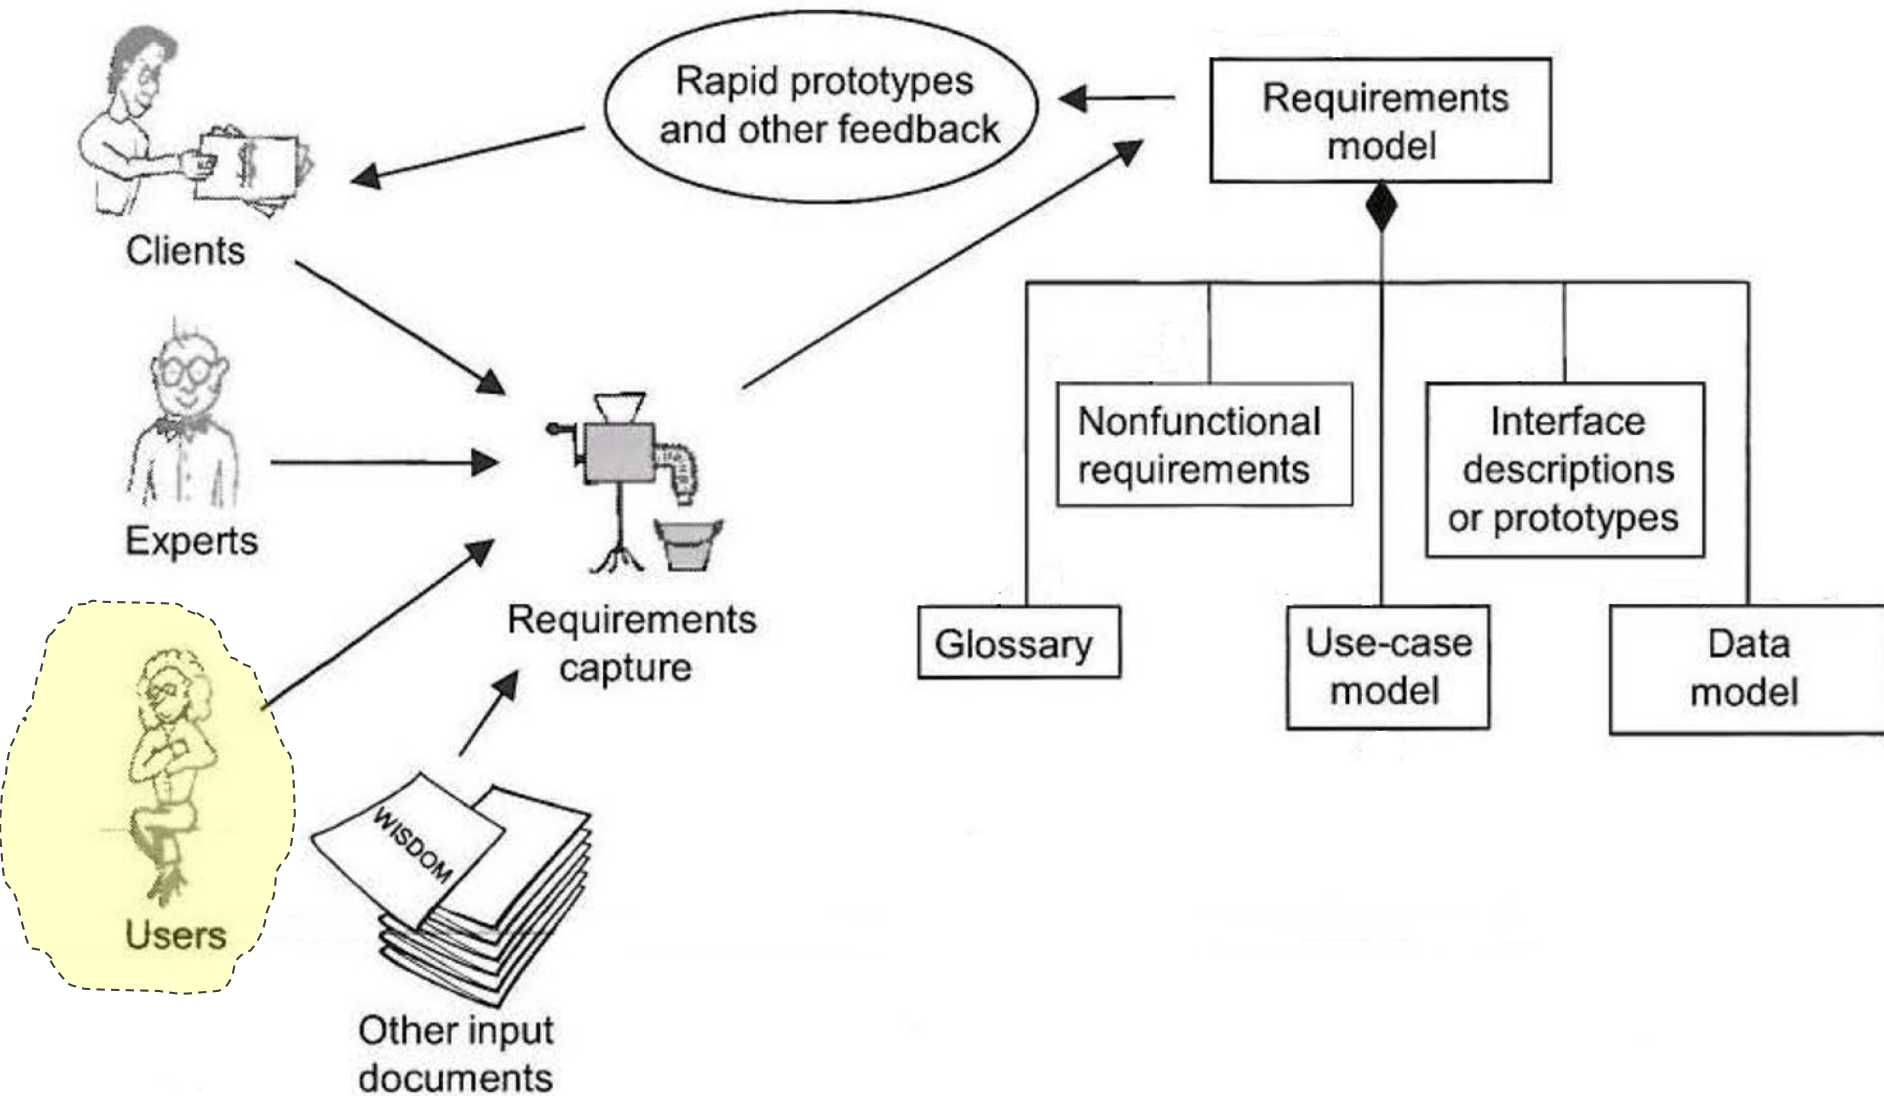 Rapid prototypes
and other feedback
Requirements
model
Clients
Nonfunctional
requirements
Interface
descriptions
or prototypes
Experts
Requirements
capture
Glossary
Use-case
model
Data
model
WISDOM
Users
Other input
documents